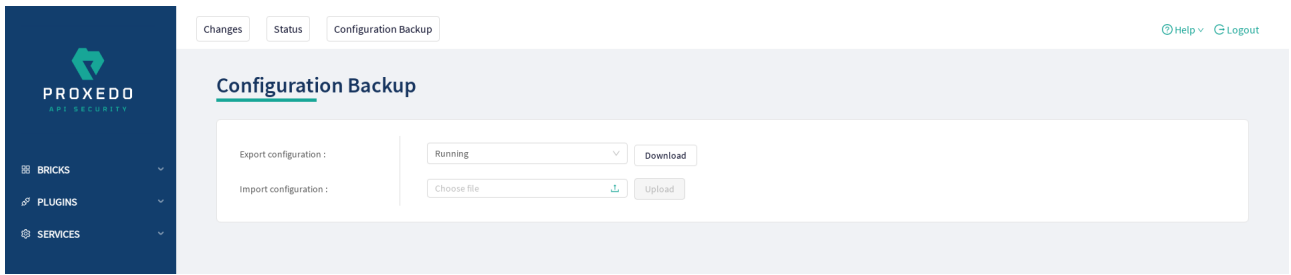 Changes Status Configuration Backup Help Logout
PROXEDO
API SECURITY
Configuration Backup
Export configuration : Running Download
BRICKS
Import configuration : Choose file Upload
PLUGINS
SERVICES